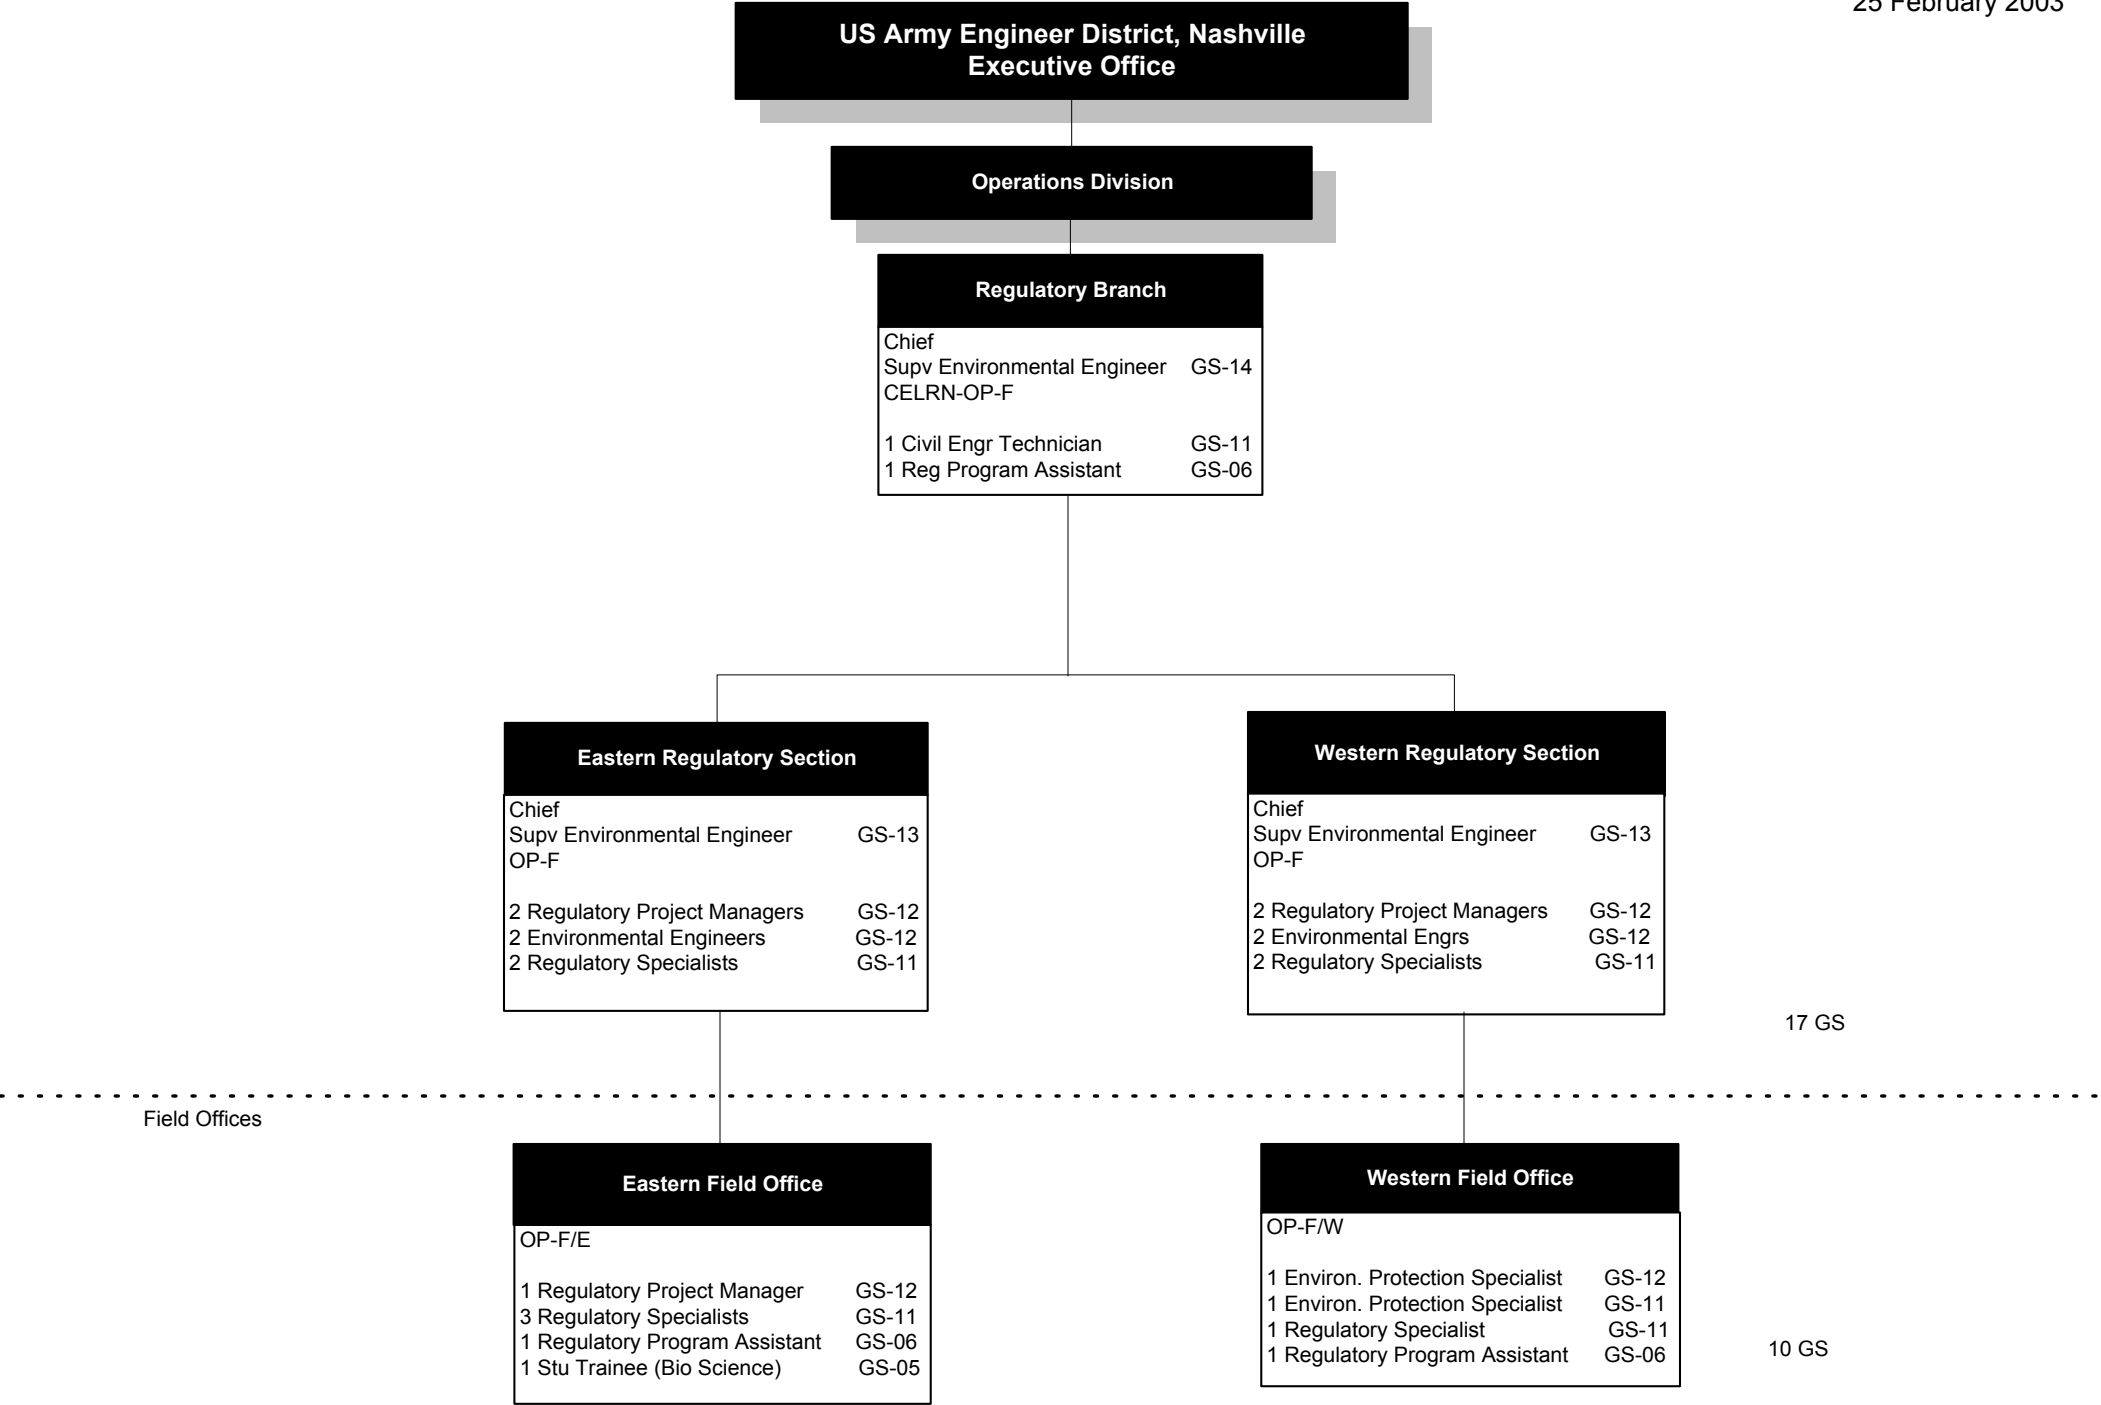 25 February 2003
US Army Engineer District, Nashville
Executive Office
Operations Division
Regulatory Branch
Chief
Supv Environmental Engineer GS-14
CELRN-OP-F
1 Civil Engr Technician GS-11
1 Reg Program Assistant GS-06
Eastern Regulatory Section
Chief
Supv Environmental Engineer GS-13
OP-F
2 Regulatory Project Managers GS-12
2 Environmental Engineers GS-12
2 Regulatory Specialists GS-11
Western Regulatory Section
Chief
Supv Environmental Engineer GS-13
OP-F
2 Regulatory Project Managers GS-12
2 Environmental Engrs GS-12
2 Regulatory Specialists GS-11
17 GS
Field Offices
Eastern Field Office
OP-F/E
1 Regulatory Project Manager GS-12
3 Regulatory Specialists GS-11
1 Regulatory Program Assistant GS-06
1 Stu Trainee (Bio Science) GS-05
Western Field Office
OP-F/W
1 Environ. Protection Specialist GS-12
1 Environ. Protection Specialist GS-11
1 Regulatory Specialist GS-11
1 Regulatory Program Assistant GS-06
10 GS